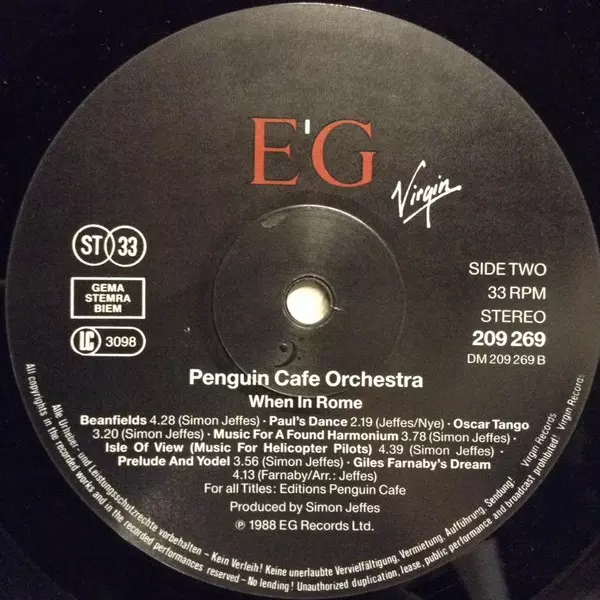 E'G
Virgin
ST 33
GEMA
STEMRA
BIEM
LC 3098
SIDE TWO
33 RPM
STEREO
209 269
DM 209 269 B
Penguin Cafe Orchestra
When In Rome
Beanfields 4.28 (Simon Jeffes) · Paul's Dance 2.19 (Jeffes/Nye) · Oscar Tango
3.20 (Simon Jeffes) · Music For A Found Harmonium 3.78 (Simon Jeffes) ·
Isle Of View (Music For Helicopter Pilots) 4.39 (Simon Jeffes) ·
Prelude And Yodel 3.56 (Simon Jeffes) · Giles Farnaby's Dream
4.13 (Farnaby/Arr.: Jeffes)
For all Titles: Editions Penguin Cafe
Produced by Simon Jeffes
℗ 1988 EG Records Ltd.
Alle Urheber- und Leistungsschutzrechte vorbehalten – Kein Verleih! Keine unerlaubte Vervielfältigung, Vermietung, Aufführung, Sendung! Virgin Records
All copyrights in the recorded works and in the recorded performances reserved – No lending! Unauthorized duplication, lease, public performance and broadcast prohibited! Virgin Records